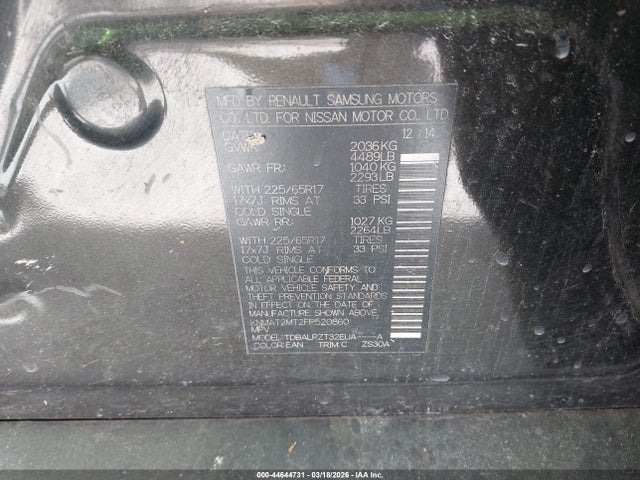 MFD BY RENAULT SAMSUNG MOTORS
CO., LTD. FOR NISSAN MOTOR CO., LTD
DATE: 12 / 14
GVWR: 2036KG
4489LB
GAWR FR: 1040KG
2293LB
WITH 225/65R17 TIRES
17x7J RIMS AT 33 PSI
COLD SINGLE
GAWR RR: 1027KG
2264LB
WITH 225/65R17 TIRES
17x7J RIMS AT 33 PSI
COLD SINGLE
THIS VEHICLE CONFORMS TO
ALL APPLICABLE FEDERAL
MOTOR VEHICLE SAFETY AND
THEFT PREVENTION STANDARD
IN EFFECT ON THE DATE OF
MANUFACTURE SHOWN ABOVE.
KNMAT2MT2FP520860
MPV
MODEL: TDBALPZT32EUA-----A
COLOR: EAN TRIM: C ZS30A
000-44644731 - 03/18/2026 - IAA Inc.